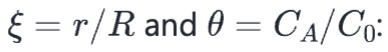 ξ = r/R and θ = C_A/C_0: